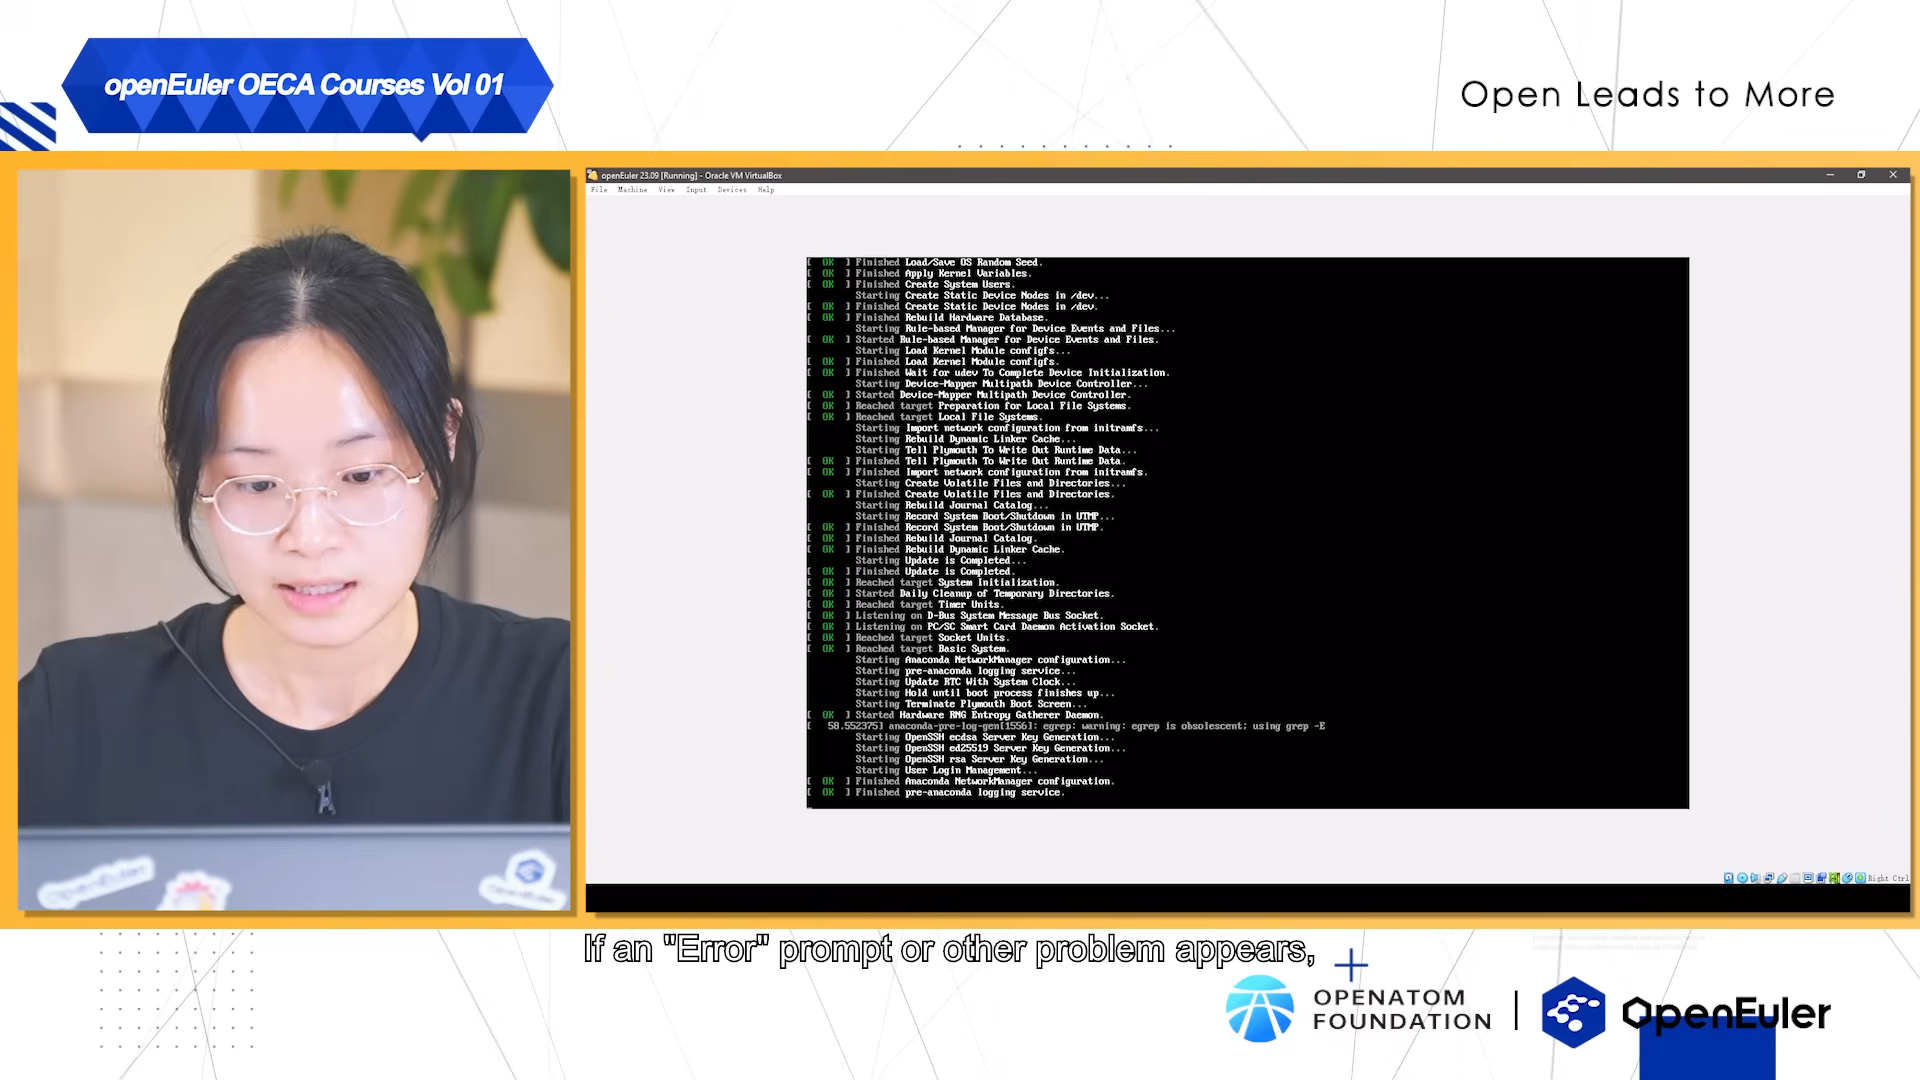 openEuler OECA Courses Vol 01
Open Leads to More
openEuler 23.09 [Running] - Oracle VM VirtualBox
File Machine View Input Devices Help
[ OK ] Finished Load/Save OS Random Seed.
[ OK ] Finished Apply Kernel Variables.
[ OK ] Finished Create System Users.
Starting Create Static Device Nodes in /dev...
[ OK ] Finished Create Static Device Nodes in /dev.
[ OK ] Finished Rebuild Hardware Database.
Starting Rule-based Manager for Device Events and Files...
[ OK ] Started Rule-based Manager for Device Events and Files.
Starting Load Kernel Module configfs...
[ OK ] Finished Load Kernel Module configfs.
[ OK ] Finished Wait for udev To Complete Device Initialization.
Starting Device-Mapper Multipath Device Controller...
[ OK ] Started Device-Mapper Multipath Device Controller.
[ OK ] Reached target Preparation for Local File Systems.
[ OK ] Reached target Local File Systems.
Starting Import network configuration from initramfs...
Starting Rebuild Dynamic Linker Cache...
Starting Tell Plymouth To Write Out Runtime Data...
[ OK ] Finished Tell Plymouth To Write Out Runtime Data.
[ OK ] Finished Import network configuration from initramfs.
Starting Create Volatile Files and Directories...
[ OK ] Finished Create Volatile Files and Directories.
Starting Rebuild Journal Catalog...
Starting Record System Boot/Shutdown in UTMP...
[ OK ] Finished Record System Boot/Shutdown in UTMP.
[ OK ] Finished Rebuild Journal Catalog.
[ OK ] Finished Rebuild Dynamic Linker Cache.
Starting Update is Completed...
[ OK ] Finished Update is Completed.
[ OK ] Reached target System Initialization.
[ OK ] Started Daily Cleanup of Temporary Directories.
[ OK ] Reached target Timer Units.
[ OK ] Listening on D-Bus System Message Bus Socket.
[ OK ] Listening on PC/SC Smart Card Daemon Activation Socket.
[ OK ] Reached target Socket Units.
[ OK ] Reached target Basic System.
Starting Anaconda NetworkManager configuration...
Starting pre-anaconda logging service...
Starting Update RTC With System Clock...
Starting Hold until boot process finishes up...
Starting Terminate Plymouth Boot Screen...
[ OK ] Started Hardware RNG Entropy Gatherer Daemon.
[ 58.552375] anaconda-pre-log-gen[1556]: egrep: warning: egrep is obsolescent; using grep -E
Starting OpenSSH ecdsa Server Key Generation...
Starting OpenSSH ed25519 Server Key Generation...
Starting OpenSSH rsa Server Key Generation...
Starting User Login Management...
[ OK ] Finished Anaconda NetworkManager configuration.
[ OK ] Finished pre-anaconda logging service.
Right Ctrl
OpenEuler
If an "Error" prompt or other problem appears,
OPENATOM
FOUNDATION
OpenEuler